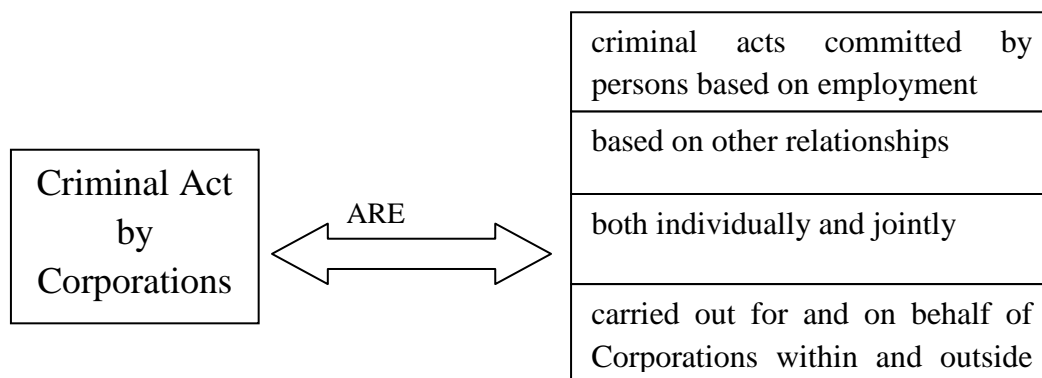 Criminal Act
by
Corporations
ARE
criminal acts committed by
persons based on employment
based on other relationships
both individually and jointly
carried out for and on behalf of
Corporations within and outside